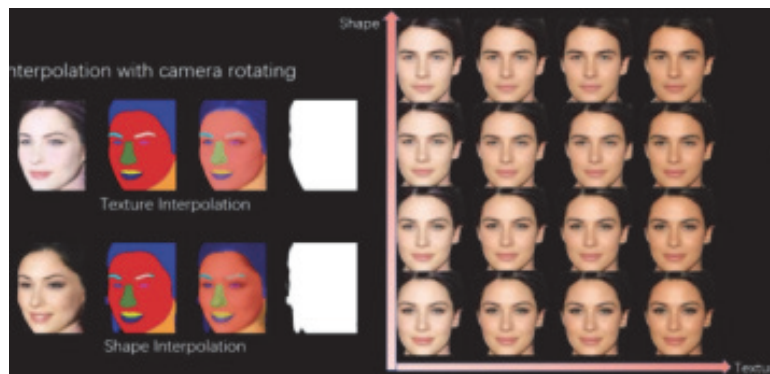 Shape
nterpolation with camera rotating
Texture Interpolation
Shape Interpolation
Textu